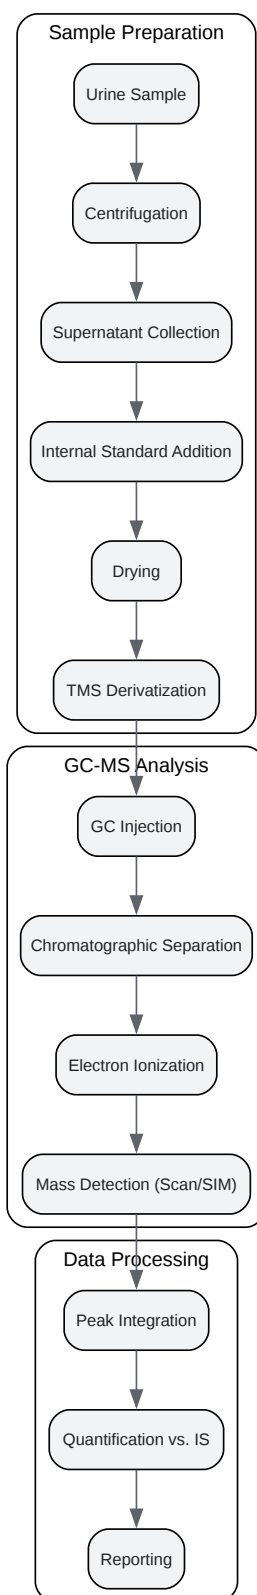 Sample Preparation
Urine Sample
Centrifugation
Supernatant Collection
Internal Standard Addition
Drying
TMS Derivatization
GC-MS Analysis
GC Injection
Chromatographic Separation
Electron Ionization
Mass Detection (Scan/SIM)
Data Processing
Peak Integration
Quantification vs. IS
Reporting